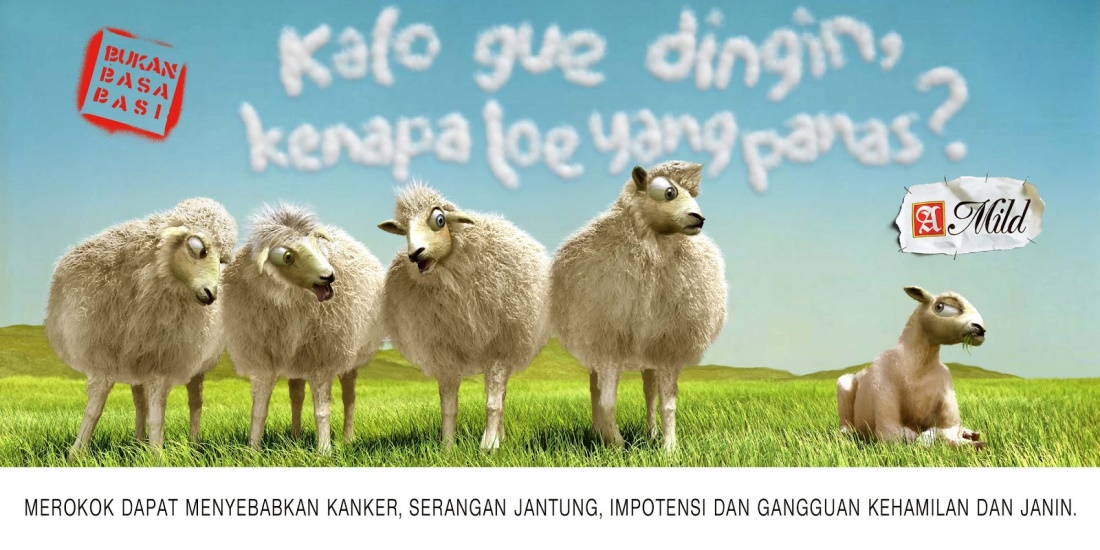 BUKAN
BASA
BASI
Kalo gue dingin,
kenapa loe yang panas?
A Mild
MEROKOK DAPAT MENYEBABKAN KANKER, SERANGAN JANTUNG, IMPOTENSI DAN GANGGUAN KEHAMILAN DAN JANIN.